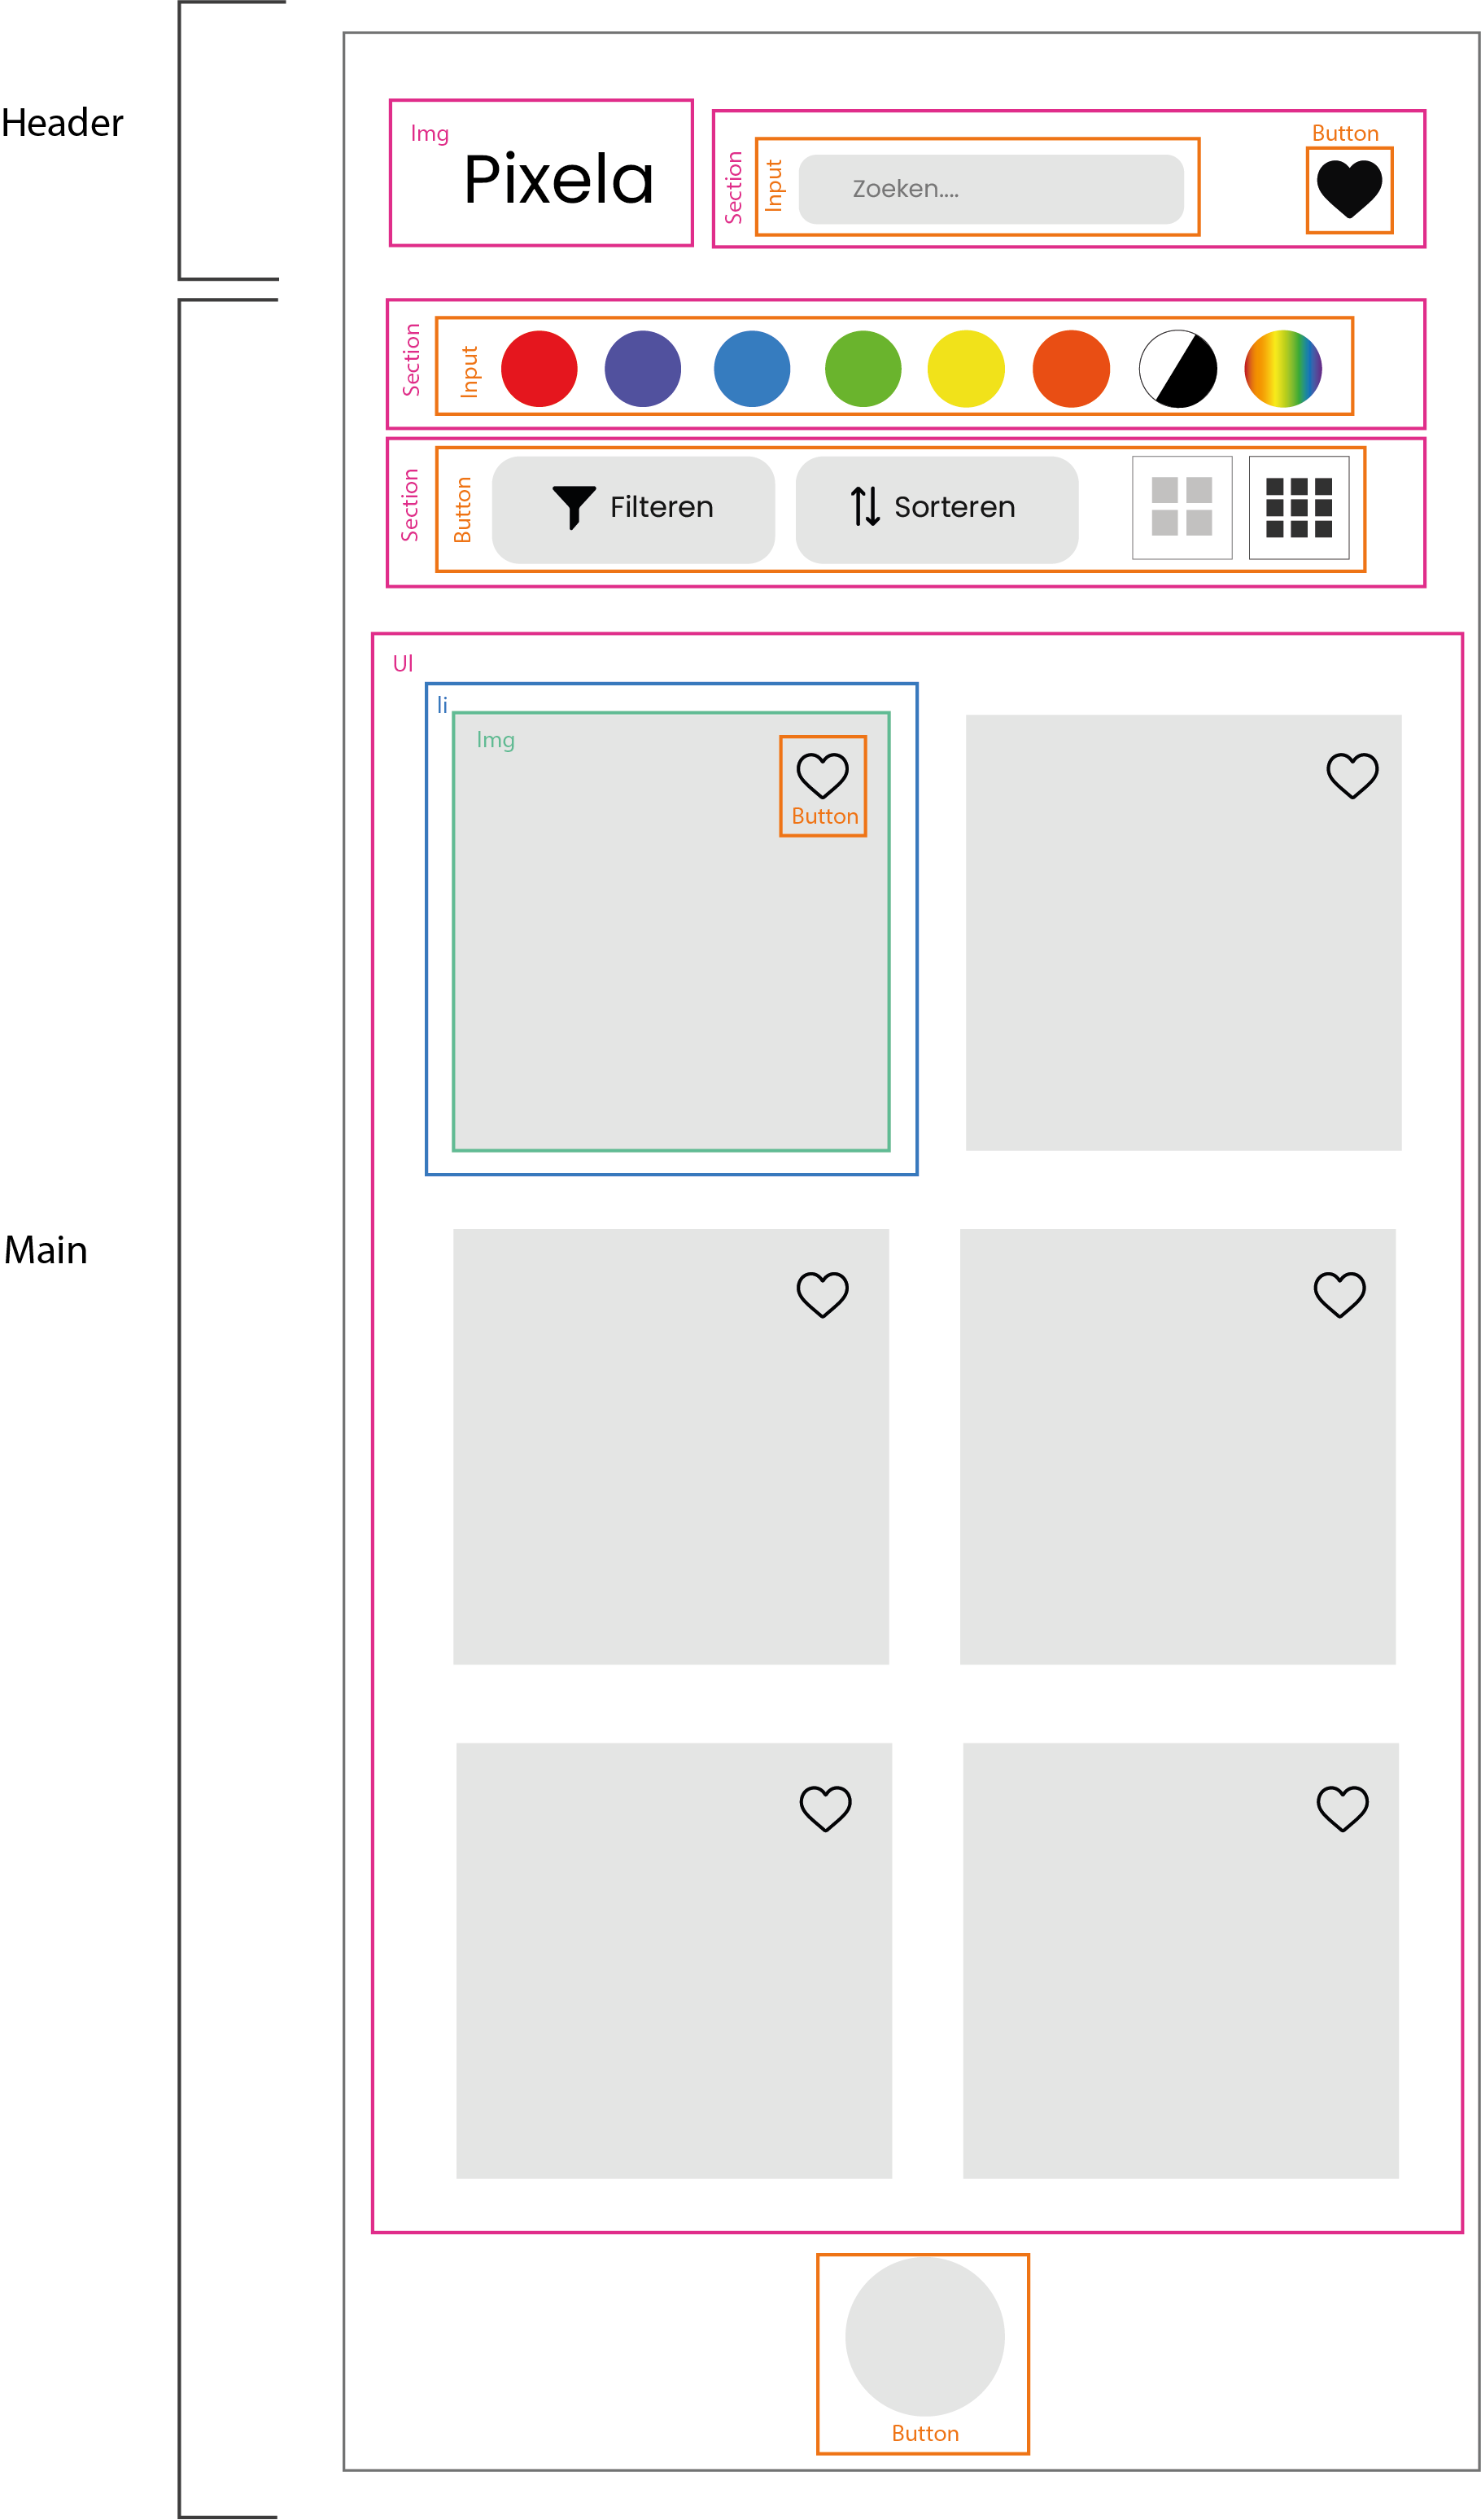 Header
Img
Pixela
Section
Input
Zoeken....
Button
Section
Input
Section
Button
Filteren
Sorteren
Ul
li
Img
Button
Main
Button